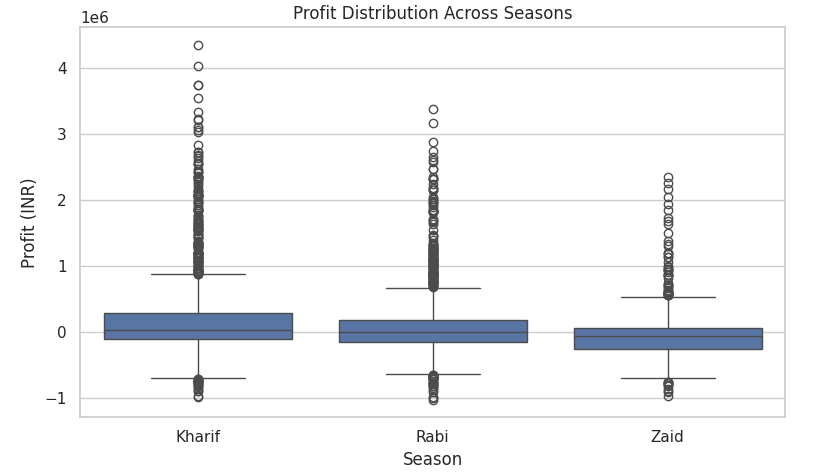 Profit Distribution Across Seasons
1e6
4
3
2
1
0
−1
Profit (INR)
Kharif Rabi Zaid
Season